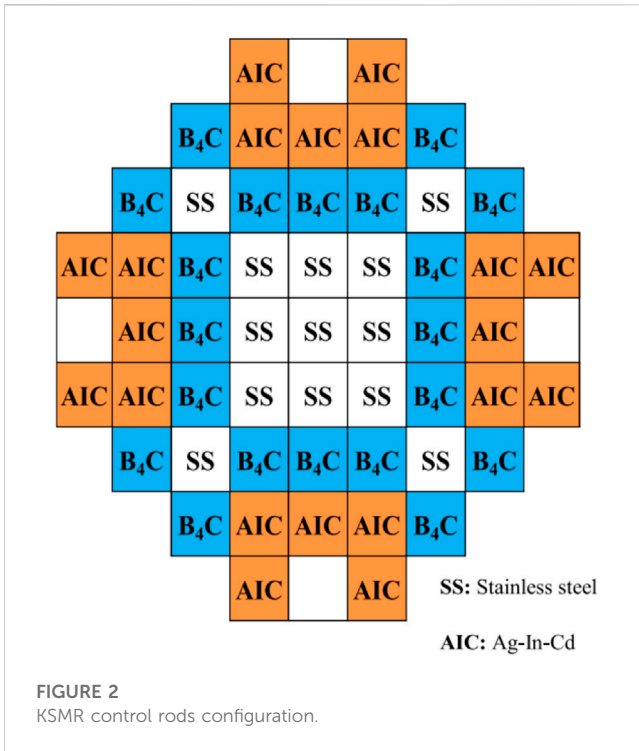 AIC AIC
B₄C AIC AIC AIC B₄C
B₄C SS B₄C B₄C B₄C SS B₄C
AIC AIC B₄C SS SS SS B₄C AIC AIC
AIC B₄C SS SS SS B₄C AIC
AIC AIC B₄C SS SS SS B₄C AIC AIC
B₄C SS B₄C B₄C B₄C SS B₄C
B₄C AIC AIC AIC B₄C
AIC AIC
SS: Stainless steel
AIC: Ag-In-Cd
FIGURE 2
KSMR control rods configuration.